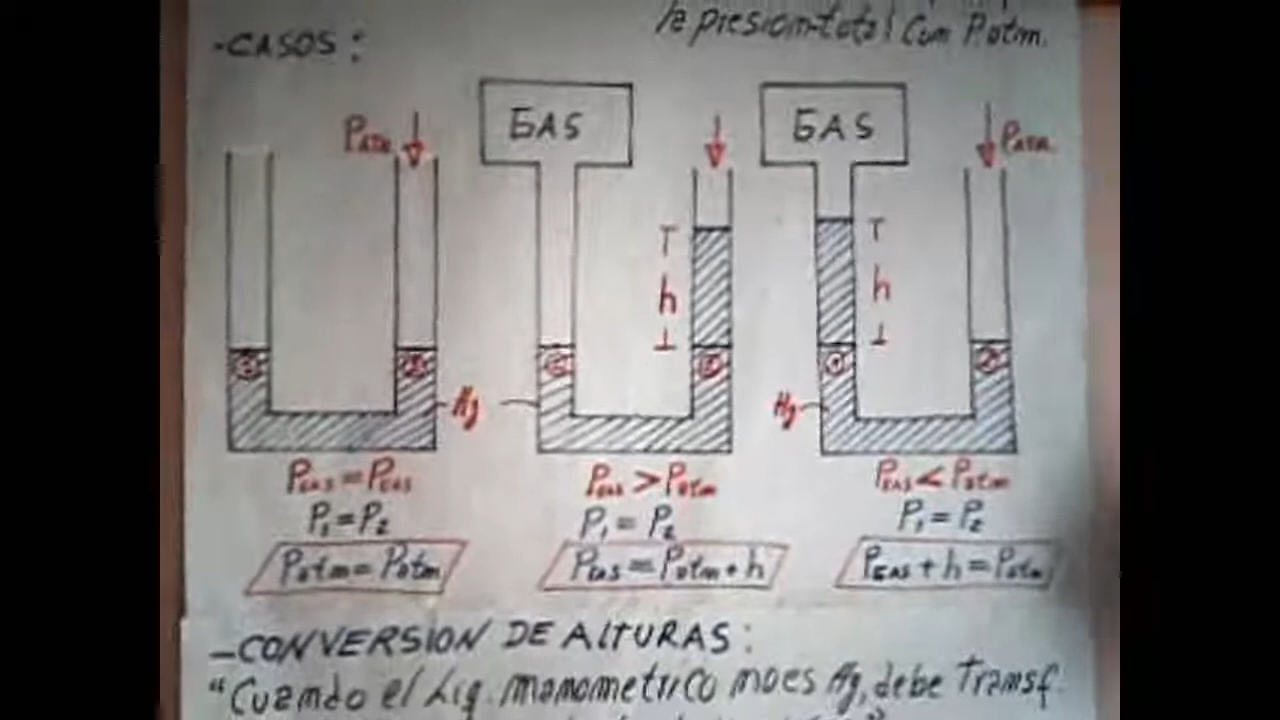 la presion total Com Patm.
-CASOS:
PATM
GAS
GAS
PATM
h
h
1
2
1
2
1
2
Hg
Hg
PGAS = PGAS
P1 = P2
Patm = Patm
PGAS > Patm
P1 = P2
PGAS = Patm + h
PGAS < Patm
P1 = P2
PGAS + h = Patm
-CONVERSION DE ALTURAS:
"Cuando el Liq. manometrico no es Hg, debe Transf.